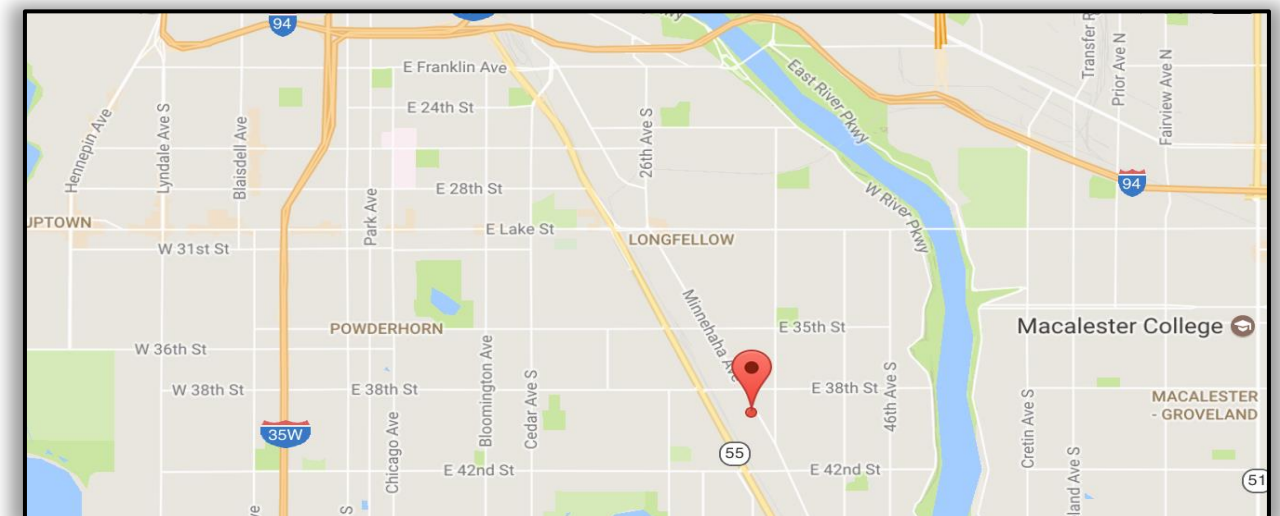 94
E Franklin Ave
E 24th St
Hennepin Ave
Lyndale Ave S
Blaisdell Ave
26th Ave S
East River Pkwy
Transfer R
Prior Ave N
Fairview Ave N
94
Park Ave
E 28th St
W River Pkwy
UPTOWN
E Lake St
LONGFELLOW
W 31st St
POWDERHORN
Minnehaha Ave
E 35th St
Macalester College
W 36th St
W 38th St
E 38th St
Bloomington Ave
Cedar Ave S
E 38th St
46th Ave S
MACALESTER
- GROVELAND
35W
Chicago Ave
55
Cretin Ave S
E 42nd St
E 42nd St
land Ave S
51
ve
S